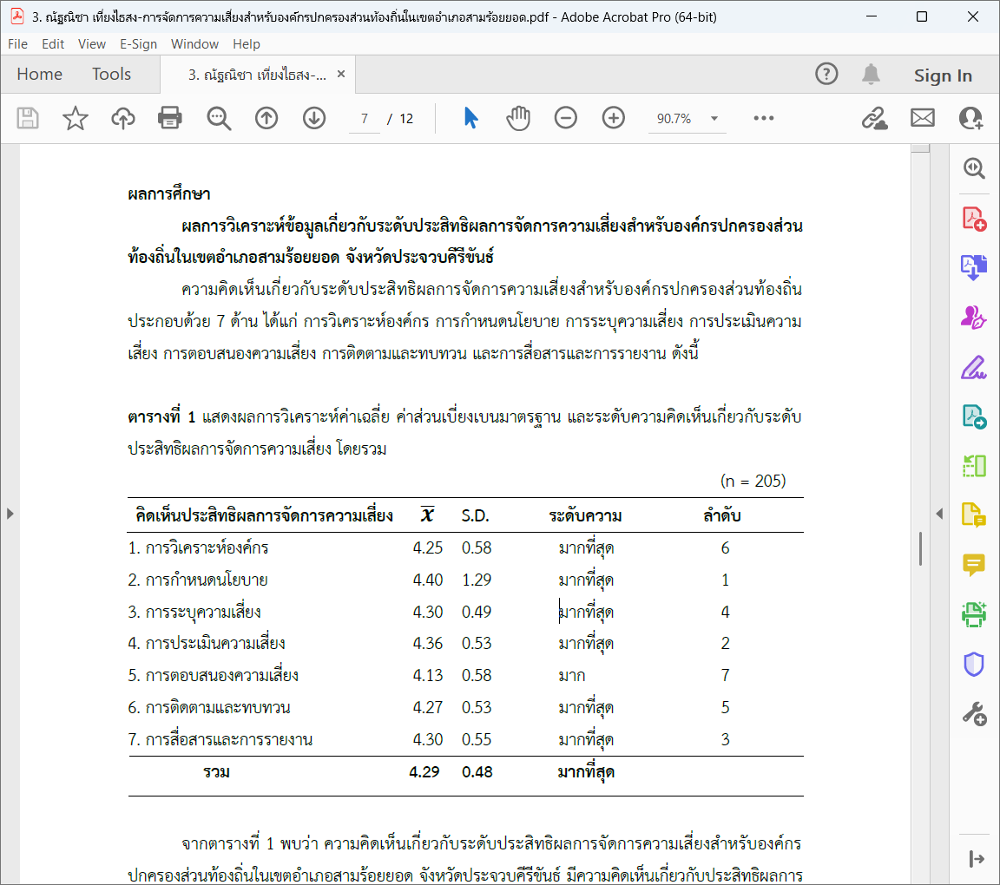 3. ณัฐณิชา เที่ยงไธสง-การจัดการความเสี่ยงสำหรับองค์กรปกครองส่วนท้องถิ่นในเขตอำเภอสามร้อยยอด.pdf - Adobe Acrobat Pro (64-bit)
File Edit View E-Sign Window Help
Home Tools 3. ณัฐณิชา เที่ยงไธสง-... × Sign In
7 / 12 90.7%
ผลการศึกษา
ผลการวิเคราะห์ข้อมูลเกี่ยวกับระดับประสิทธิผลการจัดการความเสี่ยงสำหรับองค์กรปกครองส่วน
ท้องถิ่นในเขตอำเภอสามร้อยยอด จังหวัดประจวบคีรีขันธ์
ความคิดเห็นเกี่ยวกับระดับประสิทธิผลการจัดการความเสี่ยงสำหรับองค์กรปกครองส่วนท้องถิ่น
ประกอบด้วย 7 ด้าน ได้แก่ การวิเคราะห์องค์กร การกำหนดนโยบาย การระบุความเสี่ยง การประเมินความ
เสี่ยง การตอบสนองความเสี่ยง การติดตามและทบทวน และการสื่อสารและการรายงาน ดังนี้
ตารางที่ 1 แสดงผลการวิเคราะห์ค่าเฉลี่ย ค่าส่วนเบี่ยงเบนมาตรฐาน และระดับความคิดเห็นเกี่ยวกับระดับ
ประสิทธิผลการจัดการความเสี่ยง โดยรวม
(n = 205)
คิดเห็นประสิทธิผลการจัดการความเสี่ยง x̄ S.D. ระดับความ ลำดับ
1. การวิเคราะห์องค์กร 4.25 0.58 มากที่สุด 6
2. การกำหนดนโยบาย 4.40 1.29 มากที่สุด 1
3. การระบุความเสี่ยง 4.30 0.49 มากที่สุด 4
4. การประเมินความเสี่ยง 4.36 0.53 มากที่สุด 2
5. การตอบสนองความเสี่ยง 4.13 0.58 มาก 7
6. การติดตามและทบทวน 4.27 0.53 มากที่สุด 5
7. การสื่อสารและการรายงาน 4.30 0.55 มากที่สุด 3
รวม 4.29 0.48 มากที่สุด
จากตารางที่ 1 พบว่า ความคิดเห็นเกี่ยวกับระดับประสิทธิผลการจัดการความเสี่ยงสำหรับองค์กร
ปกครองส่วนท้องถิ่นในเขตอำเภอสามร้อยยอด จังหวัดประจวบคีรีขันธ์ มีความคิดเห็นเกี่ยวกับประสิทธิผลการ